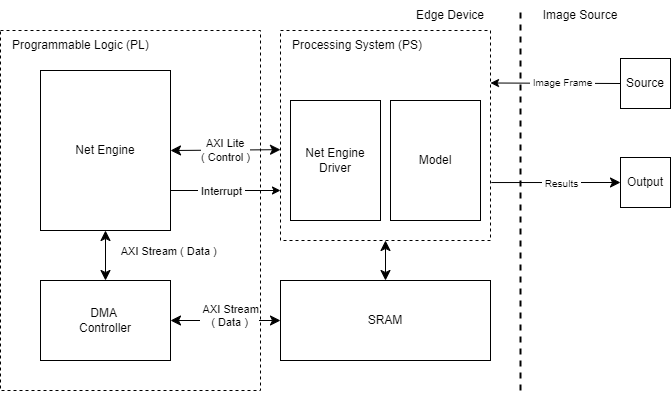 Edge Device
Image Source
Programmable Logic (PL)
Processing System (PS)
Net Engine
AXI Lite
( Control )
Interrupt
Net Engine
Driver
Model
Image Frame
Source
Results
Output
AXI Stream ( Data )
DMA
Controller
AXI Stream
( Data )
SRAM